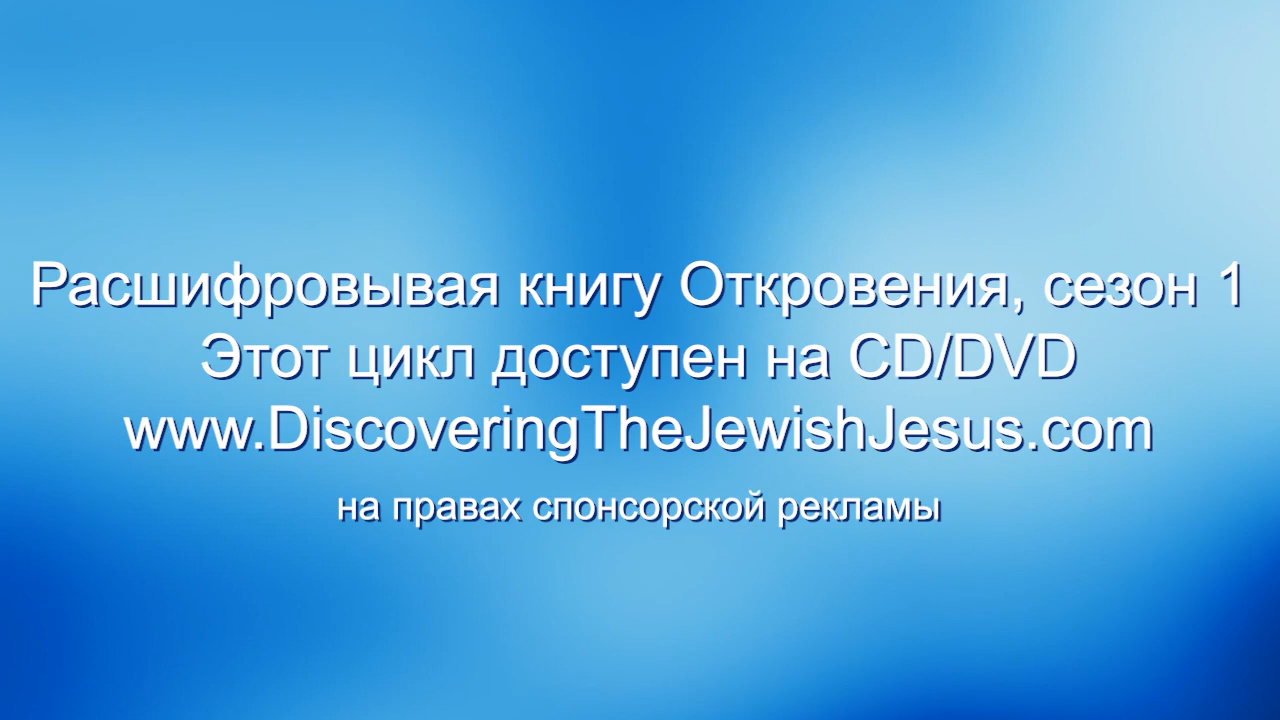 Расшифровывая книгу Откровения, сезон 1
Этот цикл доступен на CD/DVD
www.DiscoveringTheJewishJesus.com
на правах спонсорской рекламы